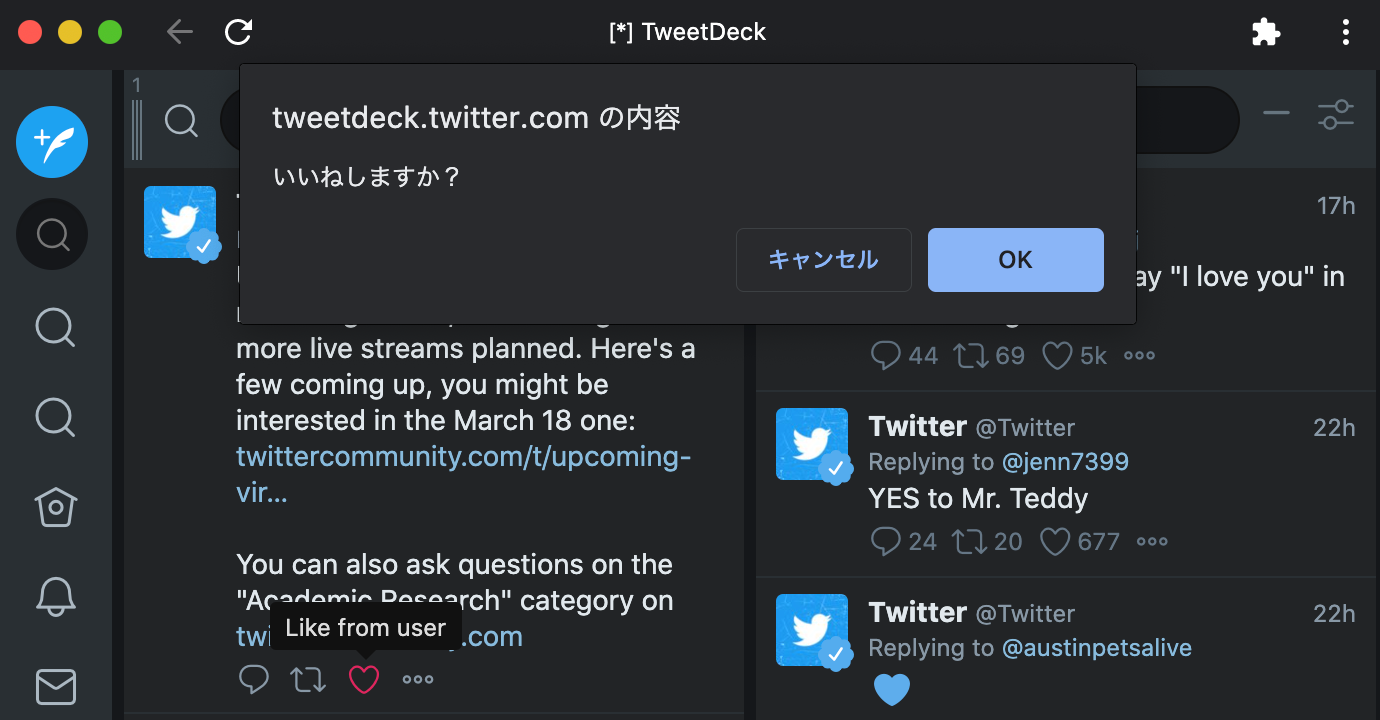 [*] TweetDeck
1
tweetdeck.twitter.com の内容
いいねしますか？
キャンセル
OK
more live streams planned. Here's a
few coming up, you might be
interested in the March 18 one:
twittercommunity.com/t/upcoming-
vir...
You can also ask questions on the
"Academic Research" category on
Like from user
17h
"I love you" in
44 69 5k
Twitter @Twitter 22h
Replying to @jenn7399
YES to Mr. Teddy
24 20 677
Twitter @Twitter 22h
Replying to @austinpetsalive